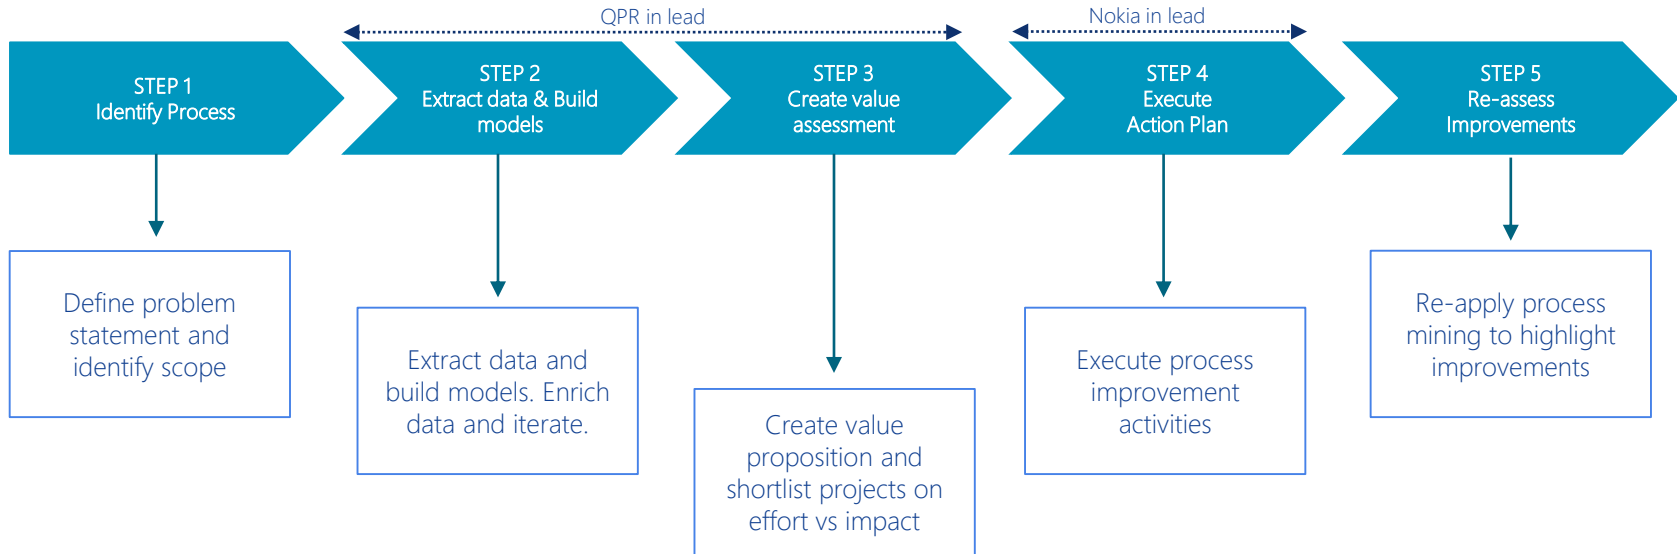 QPR in lead
Nokia in lead
STEP 1
Identify Process
STEP 2
Extract data & Build
models
STEP 3
Create value
assessment
STEP 4
Execute
Action Plan
STEP 5
Re-assess
Improvements
Define problem
statement and
identify scope
Extract data and
build models. Enrich
data and iterate.
Create value
proposition and
shortlist projects on
effort vs impact
Execute process
improvement
activities
Re-apply process
mining to highlight
improvements